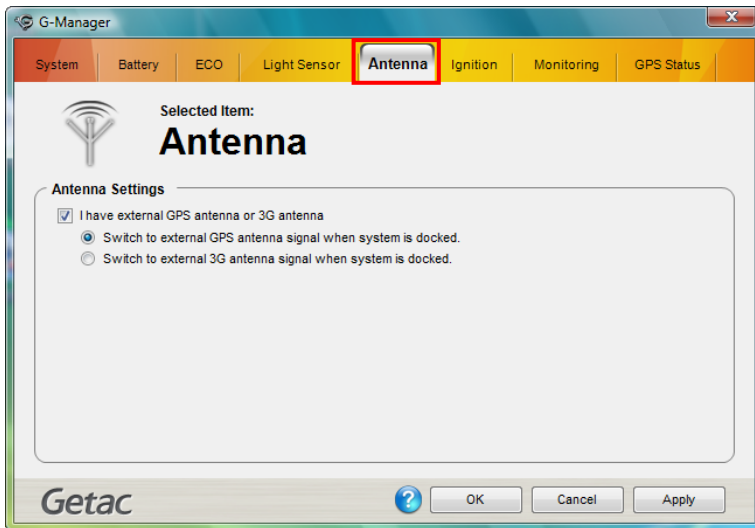 G-Manager
System Battery ECO Light Sensor Antenna Ignition Monitoring GPS Status
Selected Item:
Antenna
Antenna Settings
I have external GPS antenna or 3G antenna
Switch to external GPS antenna signal when system is docked.
Switch to external 3G antenna signal when system is docked.
Getac ? OK Cancel Apply